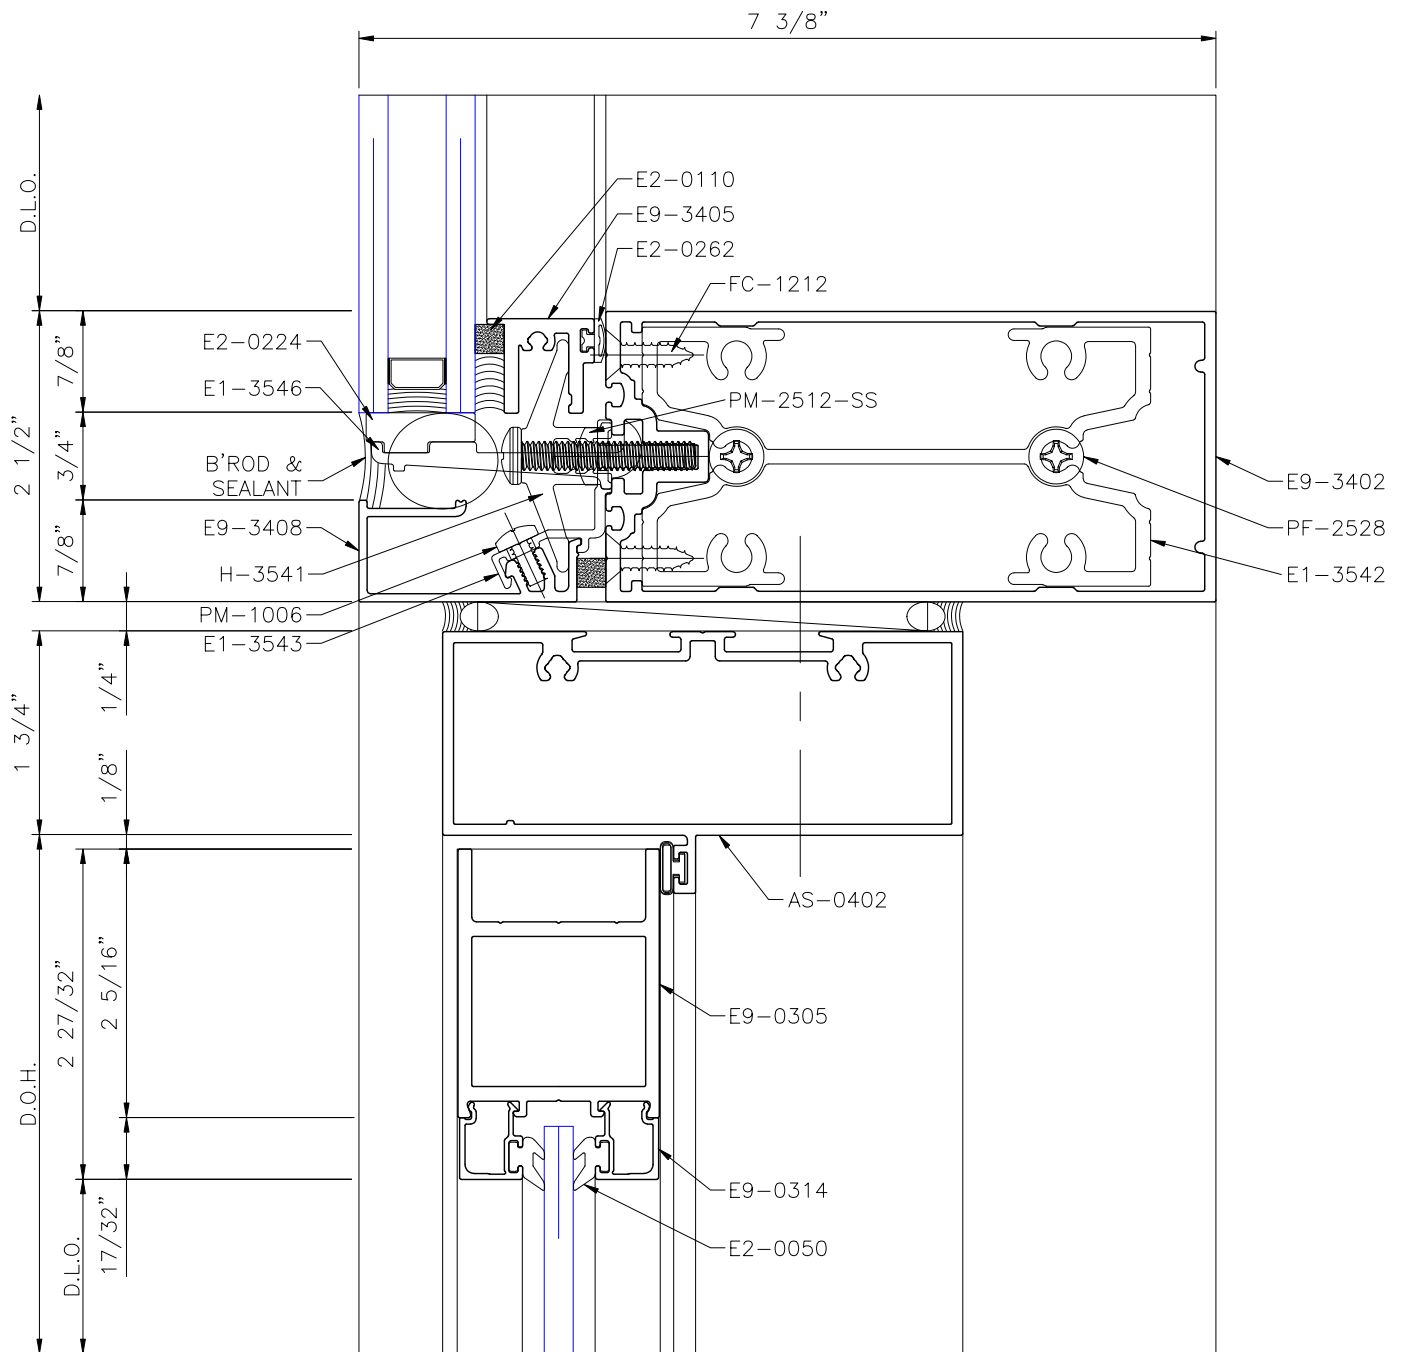 7 3/8"
D.L.O.
E2-0110
E9-3405
E2-0262
FC-1212
E2-0224
7/8"
E1-3546
PM-2512-SS
2 1/2"
3/4"
B'ROD &
SEALANT
E9-3402
E9-3408
PF-2528
7/8"
H-3541
E1-3542
PM-1006
E1-3543
1/4"
1 3/4"
1/8"
AS-0402
2 5/16"
2 27/32"
E9-0305
D.O.H.
E9-0314
17/32"
E2-0050
D.L.O.